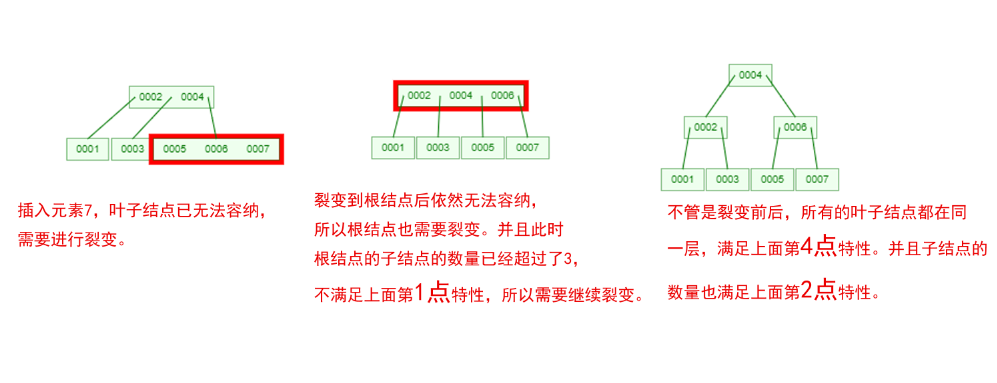 0002 0004
0001 0003 0005 0006 0007
插入元素7，叶子结点已无法容纳，
需要进行裂变。
0002 0004 0006
0001 0003 0005 0007
裂变到根结点后依然无法容纳，
所以根结点也需要裂变。并且此时
根结点的子结点的数量已经超过了3，
不满足上面第1点特性，所以需要继续裂变。
0004
0002 0006
0001 0003 0005 0007
不管是裂变前后，所有的叶子结点都在同
一层，满足上面第4点特性。并且子结点的
数量也满足上面第2点特性。